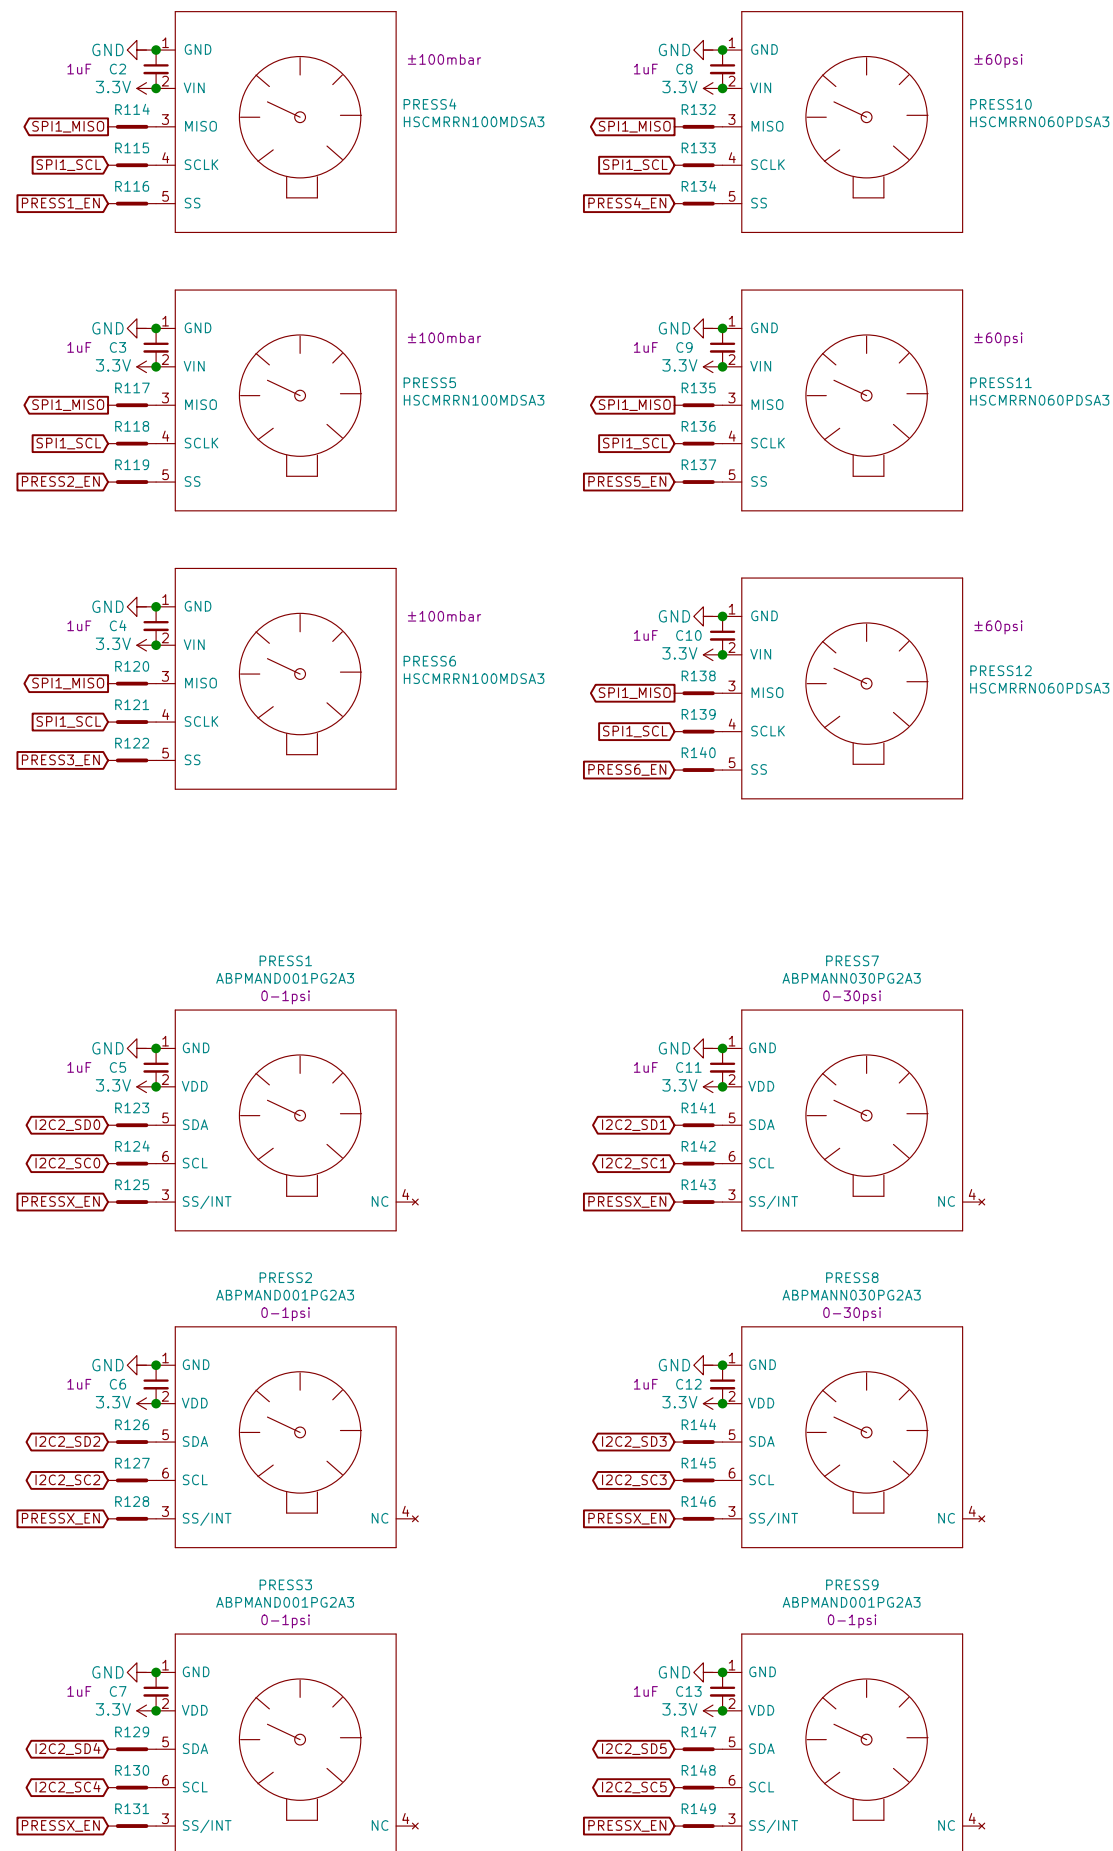 GND
1
GND
1uF
C2
3.3V
2
VIN
R114
SPI1_MISO
3
MISO
R115
SPI1_SCL
4
SCLK
R116
PRESS1_EN
5
SS
±100mbar
PRESS4
HSCMRRN100MDSA3
GND
1
GND
1uF
C8
3.3V
2
VIN
R132
SPI1_MISO
3
MISO
R133
SPI1_SCL
4
SCLK
R134
PRESS4_EN
5
SS
±60psi
PRESS10
HSCMRRN060PDSA3
GND
1
GND
1uF
C3
3.3V
2
VIN
R117
SPI1_MISO
3
MISO
R118
SPI1_SCL
4
SCLK
R119
PRESS2_EN
5
SS
±100mbar
PRESS5
HSCMRRN100MDSA3
GND
1
GND
1uF
C9
3.3V
2
VIN
R135
SPI1_MISO
3
MISO
R136
SPI1_SCL
4
SCLK
R137
PRESS5_EN
5
SS
±60psi
PRESS11
HSCMRRN060PDSA3
GND
1
GND
1uF
C4
3.3V
2
VIN
R120
SPI1_MISO
3
MISO
R121
SPI1_SCL
4
SCLK
R122
PRESS3_EN
5
SS
±100mbar
PRESS6
HSCMRRN100MDSA3
GND
1
GND
1uF
C10
3.3V
2
VIN
R138
SPI1_MISO
3
MISO
R139
SPI1_SCL
4
SCLK
R140
PRESS6_EN
5
SS
±60psi
PRESS12
HSCMRRN060PDSA3
PRESS1
ABPMAND001PG2A3
0-1psi
GND
1
GND
1uF
C5
3.3V
2
VDD
R123
I2C2_SD0
5
SDA
R124
I2C2_SC0
6
SCL
R125
PRESSX_EN
3
SS/INT
NC
4
PRESS7
ABPMANN030PG2A3
0-30psi
GND
1
GND
1uF
C11
3.3V
2
VDD
R141
I2C2_SD1
5
SDA
R142
I2C2_SC1
6
SCL
R143
PRESSX_EN
3
SS/INT
NC
4
PRESS2
ABPMAND001PG2A3
0-1psi
GND
1
GND
1uF
C6
3.3V
2
VDD
R126
I2C2_SD2
5
SDA
R127
I2C2_SC2
6
SCL
R128
PRESSX_EN
3
SS/INT
NC
4
PRESS8
ABPMANN030PG2A3
0-30psi
GND
1
GND
1uF
C12
3.3V
2
VDD
R144
I2C2_SD3
5
SDA
R145
I2C2_SC3
6
SCL
R146
PRESSX_EN
3
SS/INT
NC
4
PRESS3
ABPMAND001PG2A3
0-1psi
GND
1
GND
1uF
C7
3.3V
2
VDD
R129
I2C2_SD4
5
SDA
R130
I2C2_SC4
6
SCL
R131
PRESSX_EN
3
SS/INT
NC
4
PRESS9
ABPMAND001PG2A3
0-1psi
GND
1
GND
1uF
C13
3.3V
2
VDD
R147
I2C2_SD5
5
SDA
R148
I2C2_SC5
6
SCL
R149
PRESSX_EN
3
SS/INT
NC
4